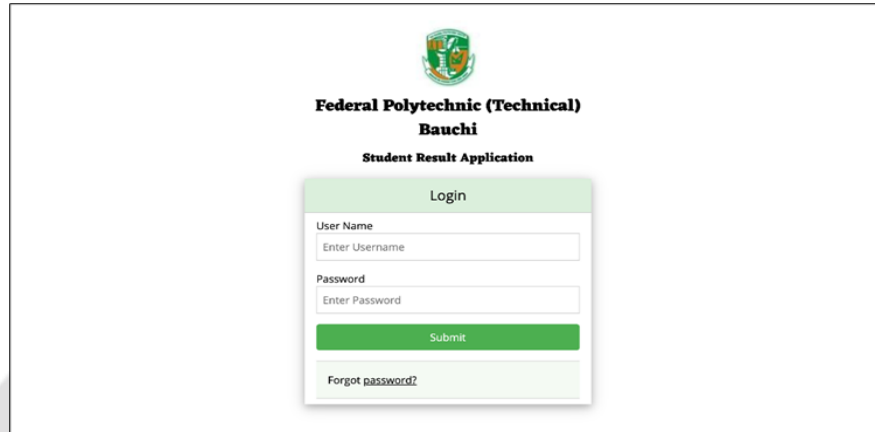 Federal Polytechnic (Technical)
Bauchi
Student Result Application
Login
User Name
Enter Username
Password
Enter Password
Submit
Forgot password?